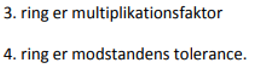 3. ring er multiplikationsfaktor
4. ring er modstandens tolerance.